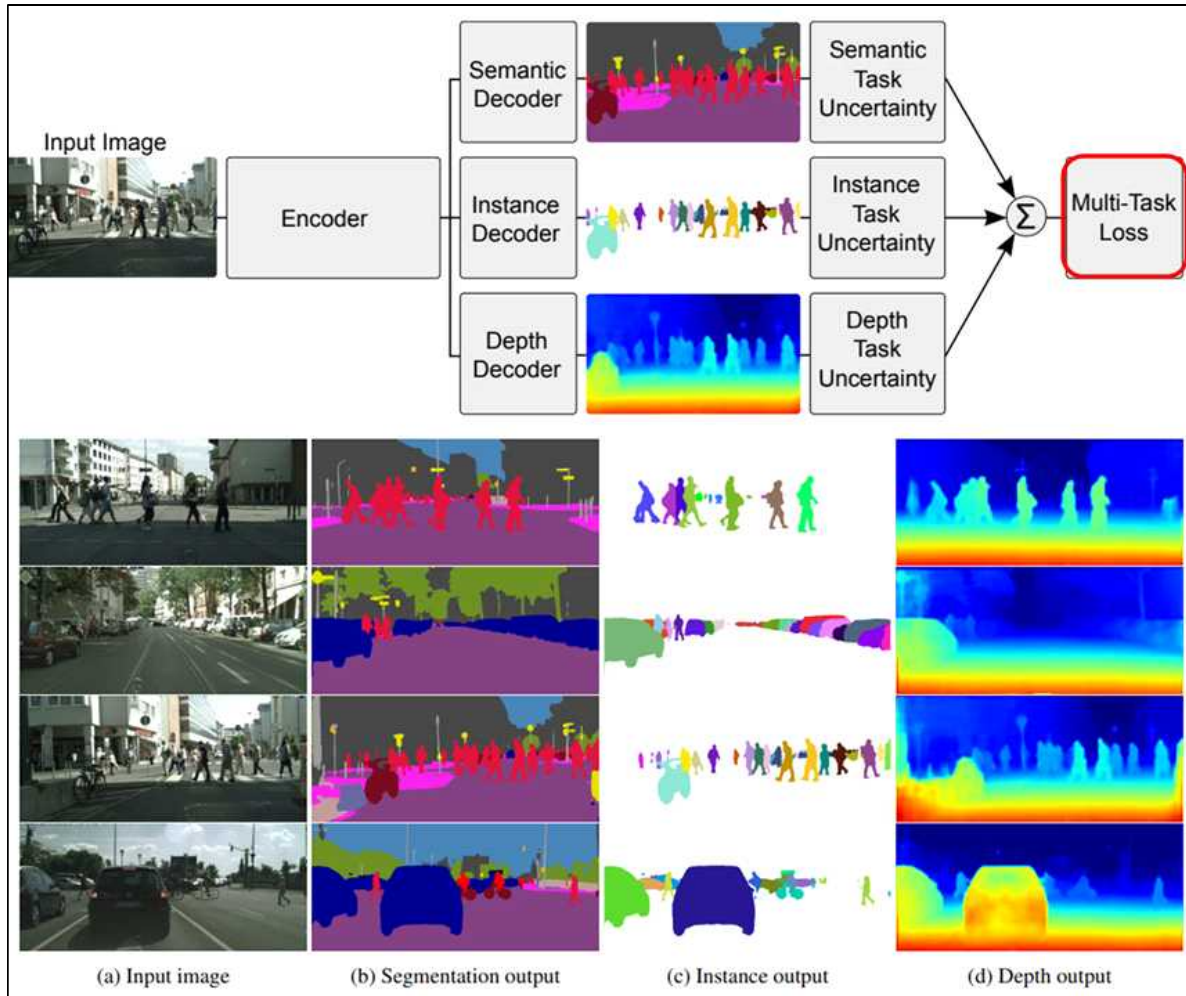 Input Image
Encoder
Semantic
Decoder
Semantic
Task
Uncertainty
Instance
Decoder
Instance
Task
Uncertainty
Σ
Multi-Task
Loss
Depth
Decoder
Depth
Task
Uncertainty
(a) Input image
(b) Segmentation output
(c) Instance output
(d) Depth output